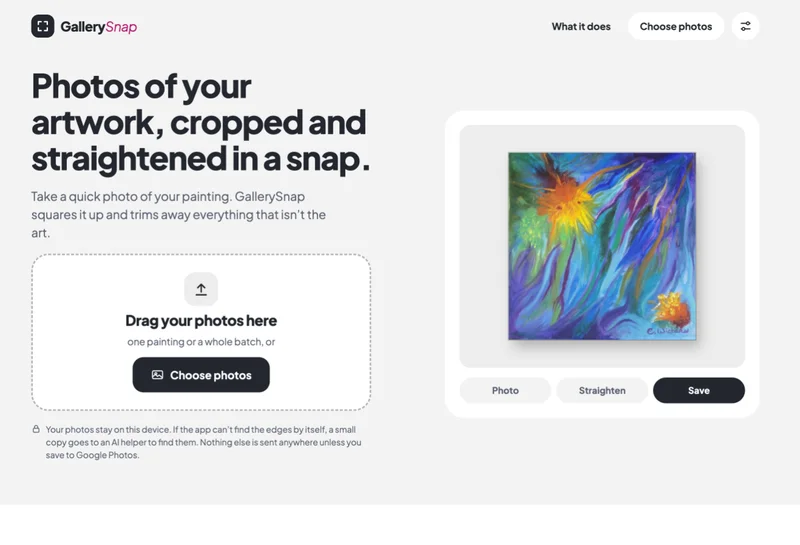 GallerySnap
What it does
Choose photos
Photos of your
artwork, cropped and
straightened in a snap.
Take a quick photo of your painting. GallerySnap
squares it up and trims away everything that isn't the
art.
Drag your photos here
one painting or a whole batch, or
Choose photos
Your photos stay on this device. If the app can't find the edges by itself, a small
copy goes to an AI helper to find them. Nothing else is sent anywhere unless you
save to Google Photos.
Photo
Straighten
Save